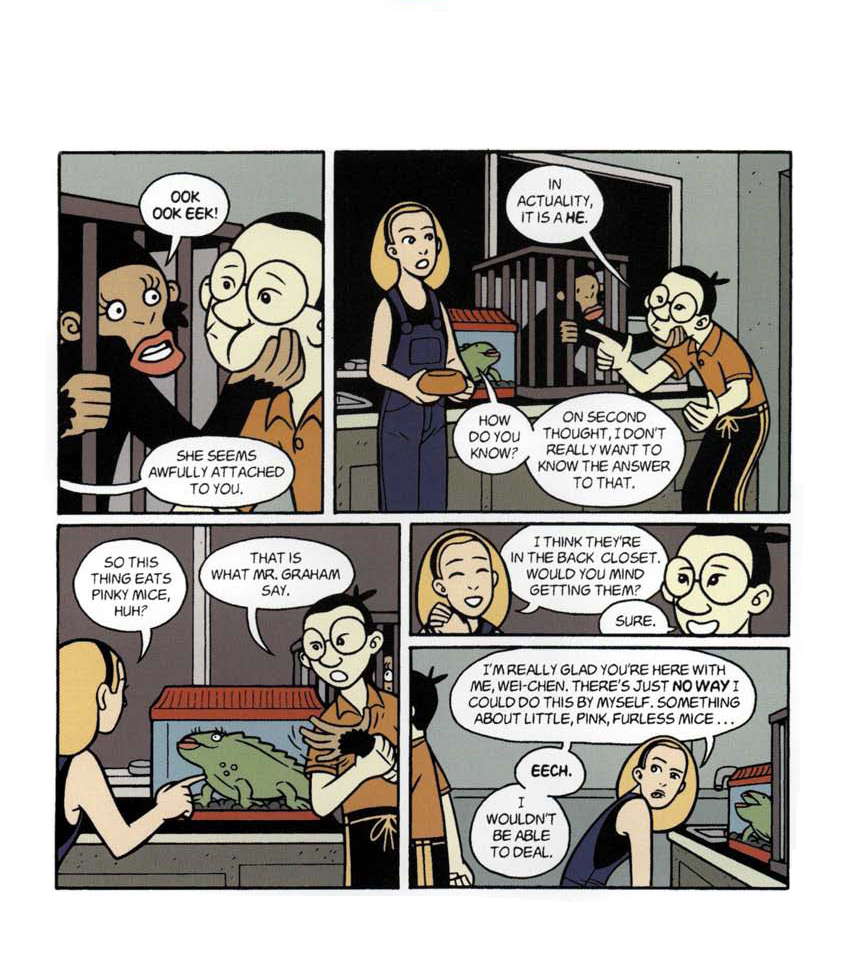 OOK
OOK EEK!
SHE SEEMS
AWFULLY ATTACHED
TO YOU.
IN
ACTUALITY,
IT IS A HE.
HOW
DO YOU
KNOW?
ON SECOND
THOUGHT, I DON'T
REALLY WANT TO
KNOW THE ANSWER
TO THAT.
SO THIS
THING EATS
PINKY MICE,
HUH?
THAT IS
WHAT MR. GRAHAM
SAY.
I THINK THEY'RE
IN THE BACK CLOSET.
WOULD YOU MIND
GETTING THEM?
SURE.
I'M REALLY GLAD YOU'RE HERE WITH
ME, WEI-CHEN. THERE'S JUST NO WAY I
COULD DO THIS BY MYSELF. SOMETHING
ABOUT LITTLE, PINK, FURLESS MICE . . .
EECH.
I
WOULDN'T
BE ABLE
TO DEAL.